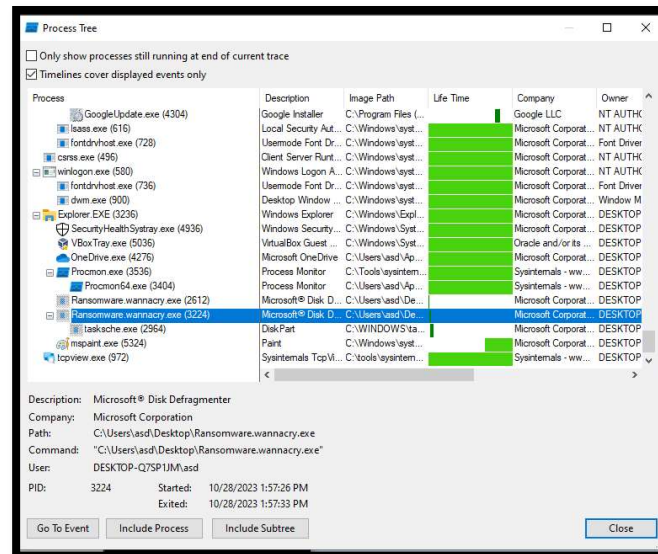 Process Tree
Only show processes still running at end of current trace
Timelines cover displayed events only
Process Description Image Path Life Time Company Owner
GoogleUpdate.exe (4304) Google Installer C:\Program Files (... Google LLC NT AUTHO
lsass.exe (616) Local Security Aut... C:\Windows\syst... Microsoft Corporat... NT AUTHO
fontdrvhost.exe (728) Usermode Font Dr... C:\Windows\syst... Microsoft Corporat... Font Driver
csrss.exe (496) Client Server Runt... C:\Windows\syst... Microsoft Corporat... NT AUTHO
winlogon.exe (580) Windows Logon A... C:\Windows\syst... Microsoft Corporat... NT AUTHO
fontdrvhost.exe (736) Usermode Font Dr... C:\Windows\syst... Microsoft Corporat... Font Driver
dwm.exe (900) Desktop Window ... C:\Windows\syst... Microsoft Corporat... Window M
Explorer.EXE (3236) Windows Explorer C:\Windows\Expl... Microsoft Corporat... DESKTOP
SecurityHealthSystray.exe (4936) Windows Security... C:\Windows\Syst... Microsoft Corporat... DESKTOP
VBoxTray.exe (5036) VirtualBox Guest ... C:\Windows\Syst... Oracle and/or its ... DESKTOP
OneDrive.exe (4276) Microsoft OneDrive C:\Users\asd\Ap... Microsoft Corporat... DESKTOP
Procmon.exe (3536) Process Monitor C:\Tools\sysintern... Sysinternals - ww... DESKTOP
Procmon64.exe (3404) Process Monitor C:\Users\asd\Ap... Sysinternals - ww... DESKTOP
Ransomware.wannacry.exe (2612) Microsoft® Disk D... C:\Users\asd\De... Microsoft Corporat... DESKTOP
Ransomware.wannacry.exe (3224) Microsoft® Disk D... C:\Users\asd\De... Microsoft Corporat... DESKTOP
tasksche.exe (2964) DiskPart C:\WINDOWS\ta... Microsoft Corporat... DESKTOP
mspaint.exe (5324) Paint C:\Windows\syst... Microsoft Corporat... DESKTOP
tcpview.exe (972) Sysinternals TcpVi... C:\tools\sysintern... Sysinternals - ww... DESKTOP
Description: Microsoft® Disk Defragmenter
Company: Microsoft Corporation
Path: C:\Users\asd\Desktop\Ransomware.wannacry.exe
Command: "C:\Users\asd\Desktop\Ransomware.wannacry.exe"
User: DESKTOP-Q7SP1JM\asd
PID: 3224 Started: 10/28/2023 1:57:26 PM
Exited: 10/28/2023 1:57:33 PM
Go To Event Include Process Include Subtree Close